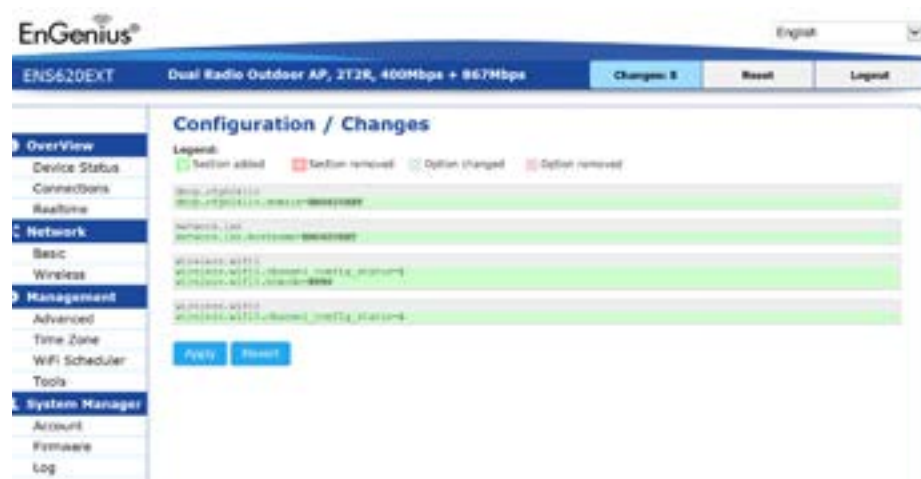 EnGenius®
English
ENS620EXT
Dual Radio Outdoor AP, 2T2R, 400Mbps + 867Mbps
Changes: 8
Reset
Logout
Configuration / Changes
Legend:
Section added
Section removed
Option changed
Option removed
OverView
Device Status
Connections
Realtime
Network
Basic
Wireless
Management
Advanced
Time Zone
WiFi Scheduler
Tools
System Manager
Account
Firmware
Log
network.lan
Apply
Revert